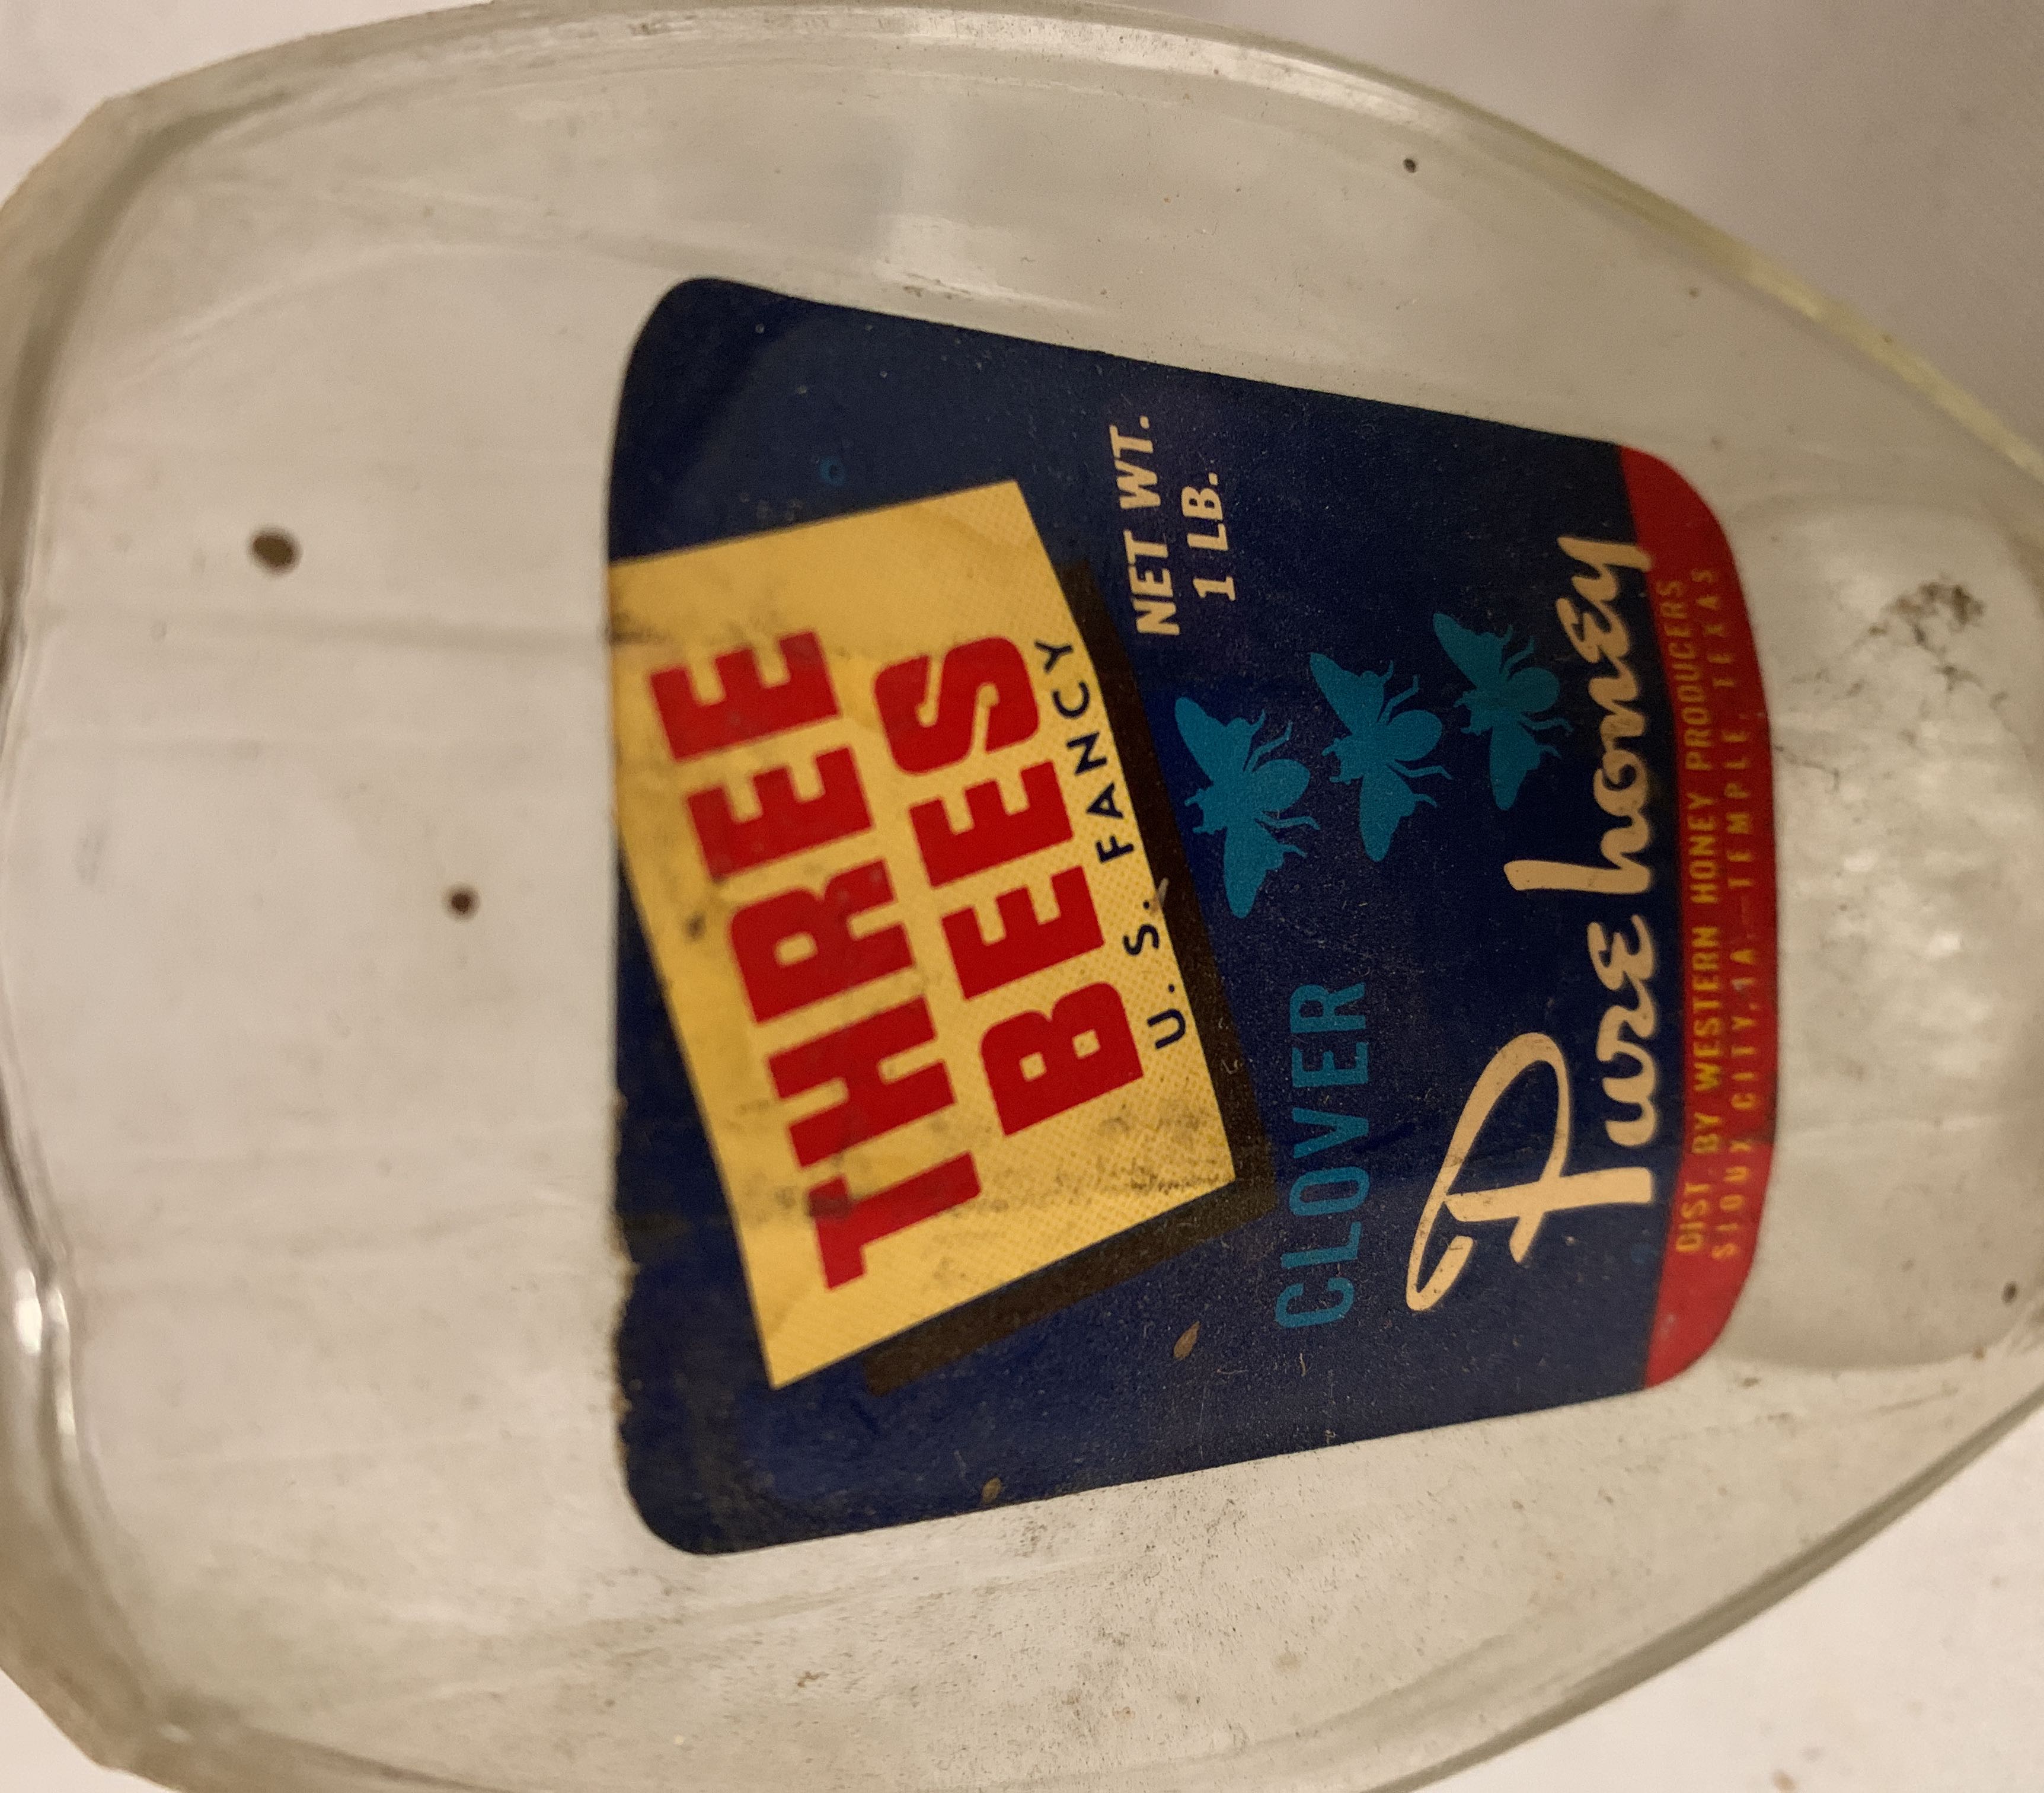 THREE
BEES
U.S. FANCY
NET WT.
1 LB.
CLOVER
Pure honey
DIST. BY WESTERN HONEY PRODUCERS
SIOUX CITY, IA — TEMPLE, TEXAS